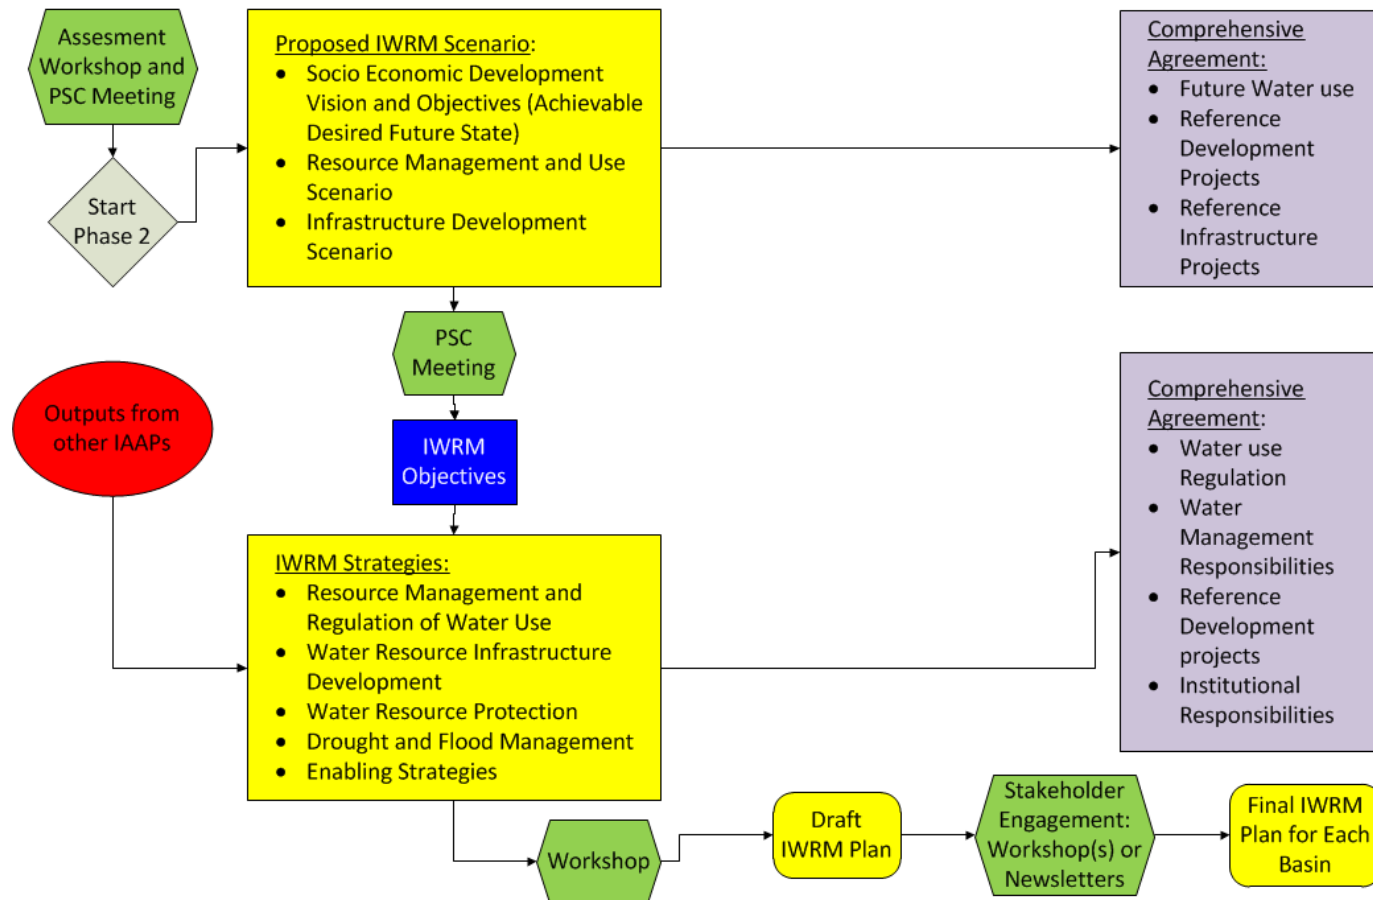 Assesment
Workshop and
PSC Meeting
Start
Phase 2
Proposed IWRM Scenario:
• Socio Economic Development
Vision and Objectives (Achievable
Desired Future State)
• Resource Management and Use
Scenario
• Infrastructure Development
Scenario
Comprehensive
Agreement:
• Future Water use
• Reference
Development
Projects
• Reference
Infrastructure
Projects
PSC
Meeting
Outputs from
other IAAPs
IWRM
Objectives
IWRM Strategies:
• Resource Management and
Regulation of Water Use
• Water Resource Infrastructure
Development
• Water Resource Protection
• Drought and Flood Management
• Enabling Strategies
Comprehensive
Agreement:
• Water use
Regulation
• Water
Management
Responsibilities
• Reference
Development
projects
• Institutional
Responsibilities
Workshop
Draft
IWRM Plan
Stakeholder
Engagement:
Workshop(s) or
Newsletters
Final IWRM
Plan for Each
Basin